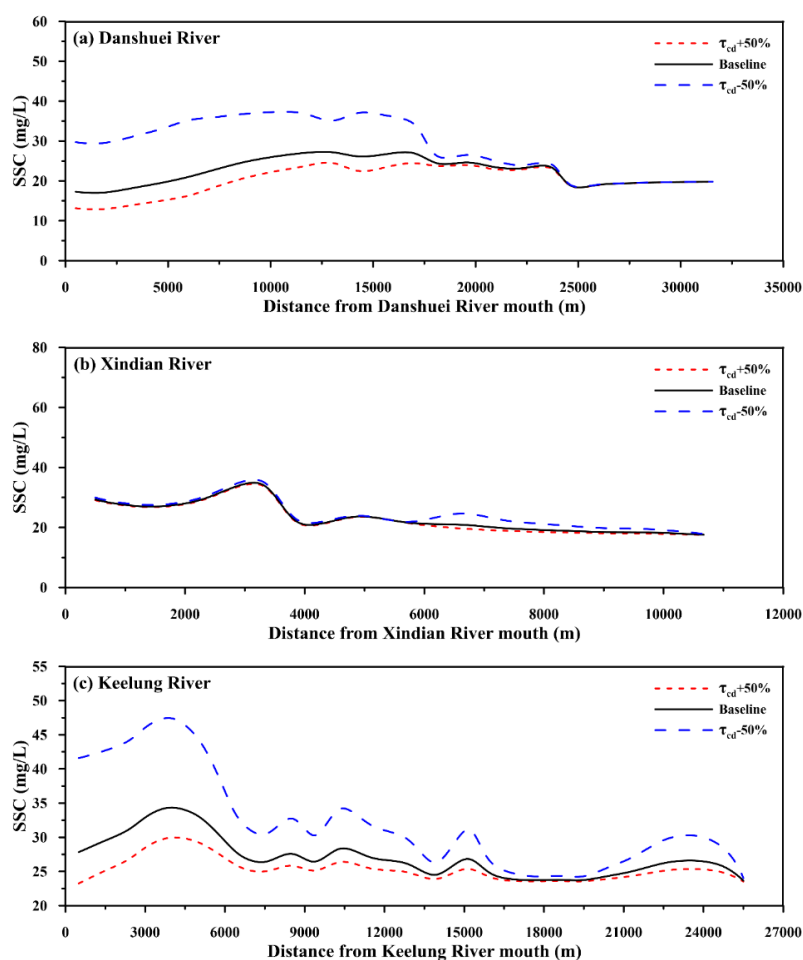 60
(a) Danshuei River
τcd+50%
50
Baseline
τcd-50%
40
SSC (mg/L)
30
20
10
0
0 5000 10000 15000 20000 25000 30000 35000
Distance from Danshuei River mouth (m)
80
(b) Xindian River
τcd+50%
Baseline
60
τcd-50%
SSC (mg/L)
40
20
0
0 2000 4000 6000 8000 10000 12000
Distance from Xindian River mouth (m)
55
(c) Keelung River
τcd+50%
50
Baseline
τcd-50%
45
SSC (mg/L)
40
35
30
25
20
0 3000 6000 9000 12000 15000 18000 21000 24000 27000
Distance from Keelung River mouth (m)